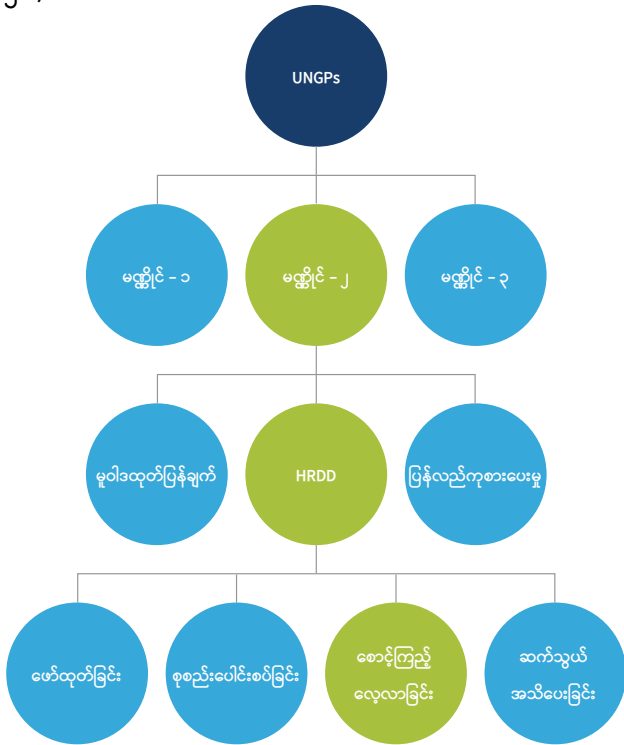 UNGPs
မဏ္ဍိုင် – ၁
မဏ္ဍိုင် – ၂
မဏ္ဍိုင် – ၃
မူဝါဒထုတ်ပြန်ချက်
HRDD
ပြန်လည်ကုစားပေးမှု
ဖော်ထုတ်ခြင်း
စုစည်းပေါင်းစပ်ခြင်း
စောင့်ကြည့်
လေ့လာခြင်း
ဆက်သွယ်
အသိပေးခြင်း